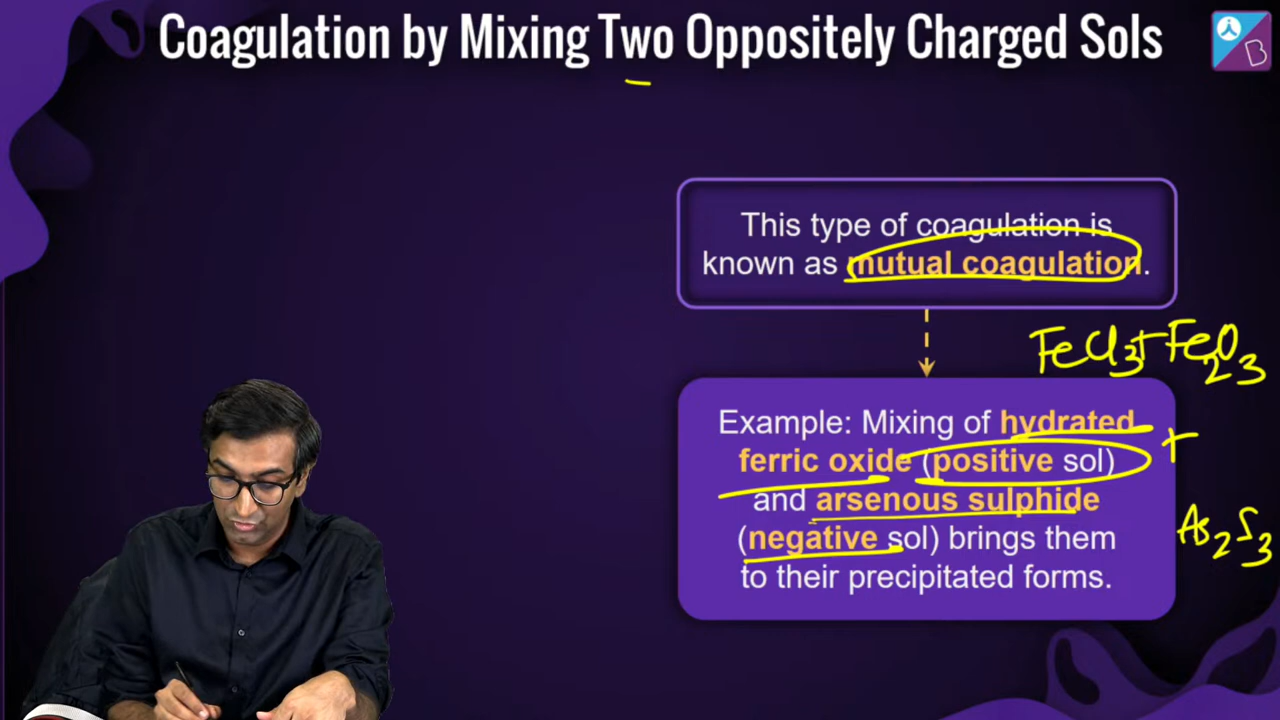 Coagulation by Mixing Two Oppositely Charged Sols
B
This type of coagulation is
known as mutual coagulation.
FeCl3 + Fe2O3
Example: Mixing of hydrated
ferric oxide (positive sol)
+
and arsenous sulphide
(negative sol) brings them
As2S3
to their precipitated forms.